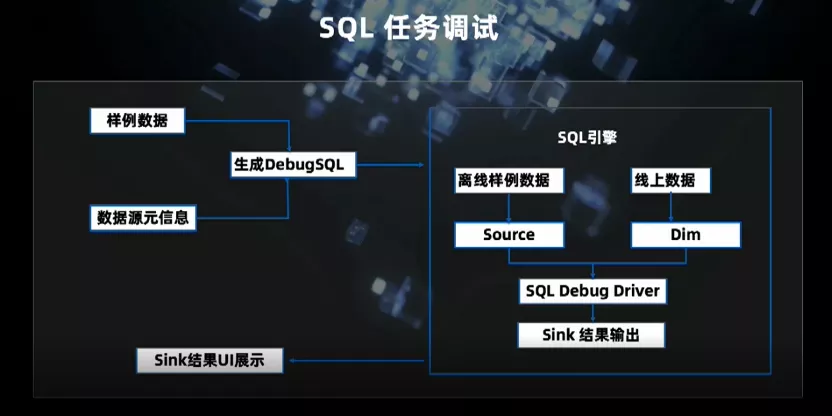 SQL 任务调试
样例数据
生成DebugSQL
数据源元信息
SQL引擎
离线样例数据
线上数据
Source
Dim
SQL Debug Driver
Sink 结果输出
Sink结果UI展示